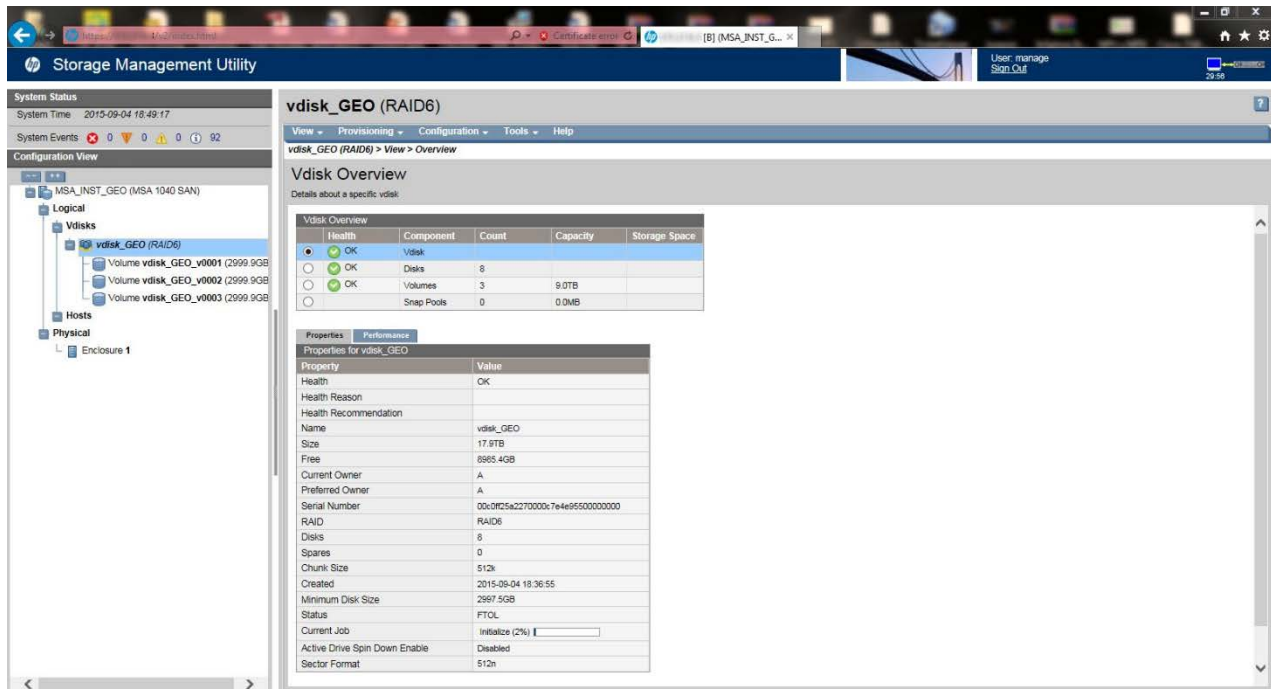 Certificate error
[B] (MSA_INST_G...
hp Storage Management Utility
User: manage
Sign Out
29:56
System Status
System Time 2015-09-04 18:49:17
System Events 0 0 0 92
Configuration View
MSA_INST_GEO (MSA 1040 SAN)
Logical
Vdisks
vdisk_GEO (RAID6)
Volume vdisk_GEO_v0001 (2999.9GB
Volume vdisk_GEO_v0002 (2999.9GB
Volume vdisk_GEO_v0003 (2999.9GB
Hosts
Physical
Enclosure 1
vdisk_GEO (RAID6)
?
View Provisioning Configuration Tools Help
vdisk_GEO (RAID6) > View > Overview
Vdisk Overview
Details about a specific vdisk
Vdisk Overview
Health Component Count Capacity Storage Space
OK Vdisk
OK Disks 8
OK Volumes 3 9.0TB
Snap Pools 0 0.0MB
Properties Performance
Properties for vdisk_GEO
Property Value
Health OK
Health Reason
Health Recommendation
Name vdisk_GEO
Size 17.9TB
Free 8985.4GB
Current Owner A
Preferred Owner A
Serial Number 00c0ff25a2270000c7e4e95500000000
RAID RAID6
Disks 8
Spares 0
Chunk Size 512k
Created 2015-09-04 18:36:55
Minimum Disk Size 2997.5GB
Status FTOL
Current Job Initialize (2%)
Active Drive Spin Down Enable Disabled
Sector Format 512n